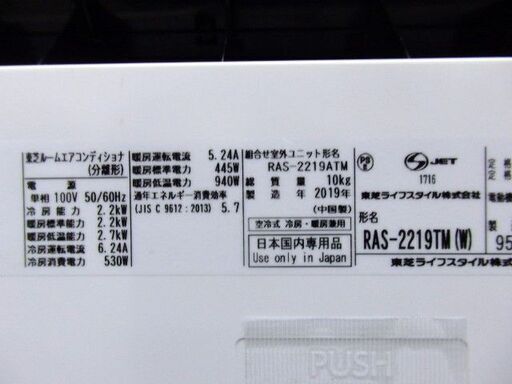 東芝ルームエアコンディショナ
(分離形)
電 源
単相 100V 50/60Hz
冷 房 能 力 2.2kW
暖房標準能力 2.2kW
暖房低温能力 2.7kW
冷房運転電流 6.24A
冷房消費電力 530W
暖房運転電流 5.24A
暖房標準電力 445W
暖房低温電力 940W
通年エネルギー消費効率
(JIS C 9612:2013) 5.7
組合せ室外ユニット形名
RAS-2219ATM
総 質 量 10kg
製 造 年 2019年
(中国製)
空冷式 冷房・暖房兼用
日本国内専用品
Use only in Japan
PS
E
JET
1716
東芝ライフスタイル株式会社
形名
RAS-2219TM(W)
電動機
製
95
東芝ライフスタイル株式
PUSH